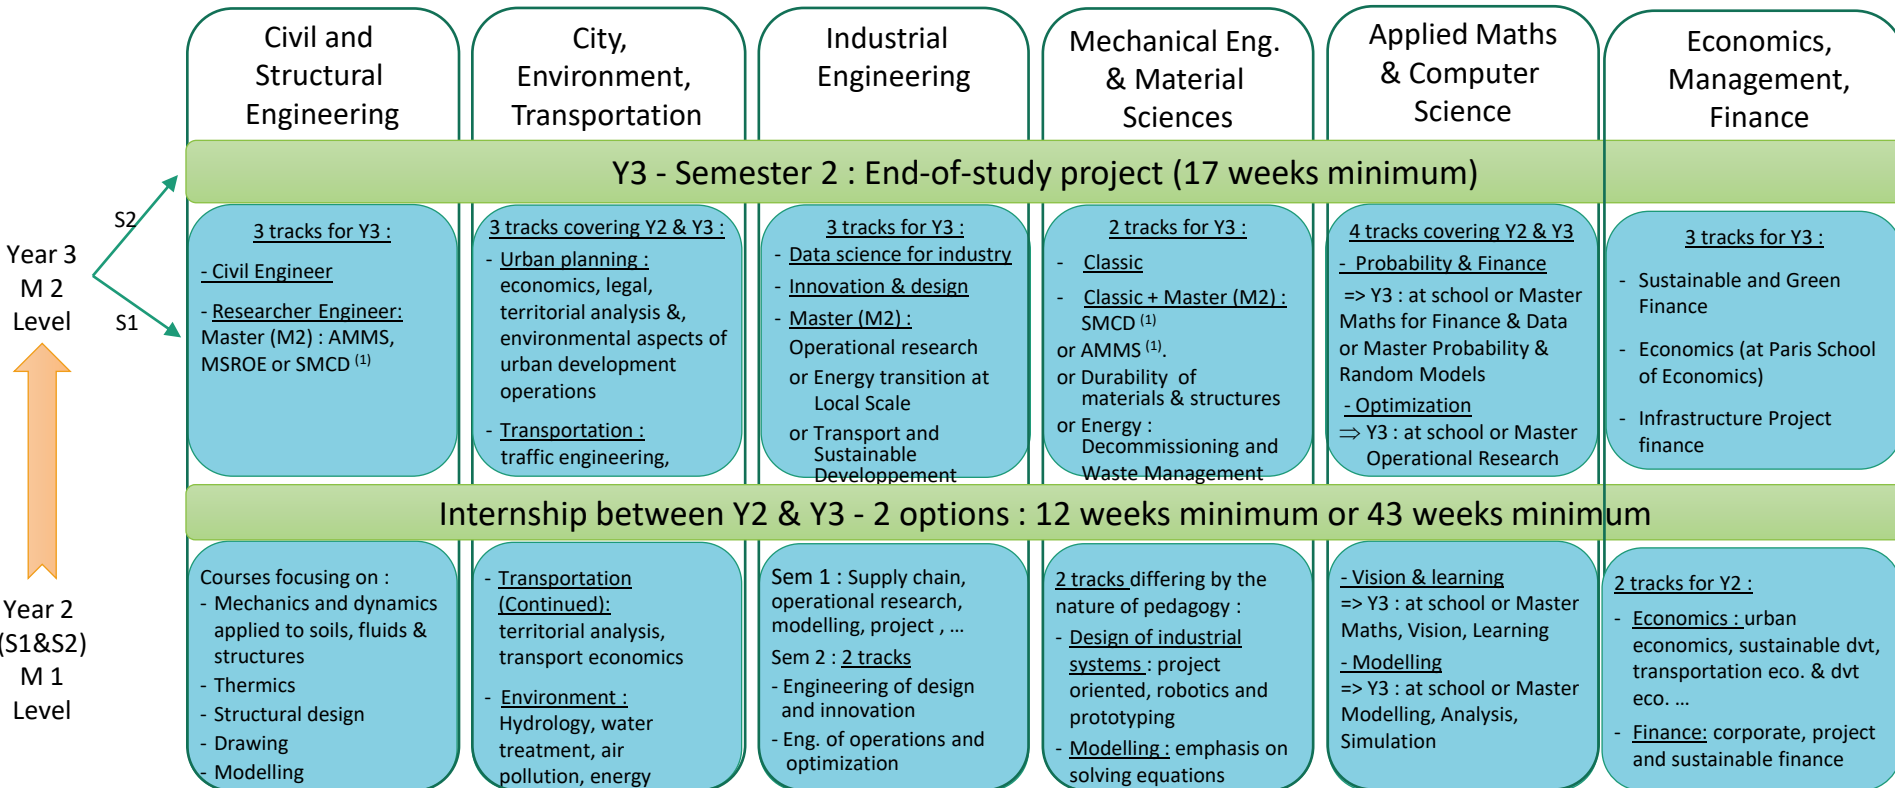 Civil and
Structural
Engineering
City,
Environment,
Transportation
Industrial
Engineering
Mechanical Eng.
& Material
Sciences
Applied Maths
& Computer
Science
Economics,
Management,
Finance
Y3 - Semester 2 : End-of-study project (17 weeks minimum)
S2
Year 3
M 2
Level
S1
3 tracks for Y3 :
- Civil Engineer
- Researcher Engineer:
Master (M2) : AMMS,
MSROE or SMCD (1)
3 tracks covering Y2 & Y3 :
- Urban planning :
economics, legal,
territorial analysis &,
environmental aspects of
urban development
operations
- Transportation :
traffic engineering,
3 tracks for Y3 :
- Data science for industry
- Innovation & design
- Master (M2) :
Operational research
or Energy transition at
Local Scale
or Transport and
Sustainable
Developpement
2 tracks for Y3 :
- Classic
- Classic + Master (M2) :
SMCD (1)
or AMMS (1).
or Durability of
materials & structures
or Energy :
Decommissioning and
Waste Management
4 tracks covering Y2 & Y3
- Probability & Finance
=> Y3 : at school or Master
Maths for Finance & Data
or Master Probability &
Random Models
- Optimization
⇒ Y3 : at school or Master
Operational Research
3 tracks for Y3 :
- Sustainable and Green
Finance
- Economics (at Paris School
of Economics)
- Infrastructure Project
finance
Internship between Y2 & Y3 - 2 options : 12 weeks minimum or 43 weeks minimum
Year 2
(S1&S2)
M 1
Level
Courses focusing on :
- Mechanics and dynamics
applied to soils, fluids &
structures
- Thermics
- Structural design
- Drawing
- Modelling
- Transportation
(Continued):
territorial analysis,
transport economics
- Environment :
Hydrology, water
treatment, air
pollution, energy
Sem 1 : Supply chain,
operational research,
modelling, project , ...
Sem 2 : 2 tracks
- Engineering of design
and innovation
- Eng. of operations and
optimization
2 tracks differing by the
nature of pedagogy :
- Design of industrial
systems : project
oriented, robotics and
prototyping
- Modelling : emphasis on
solving equations
- Vision & learning
=> Y3 : at school or Master
Maths, Vision, Learning
- Modelling
=> Y3 : at school or Master
Modelling, Analysis,
Simulation
2 tracks for Y2 :
- Economics : urban
economics, sustainable dvt,
transportation eco. & dvt
eco. ...
- Finance: corporate, project
and sustainable finance